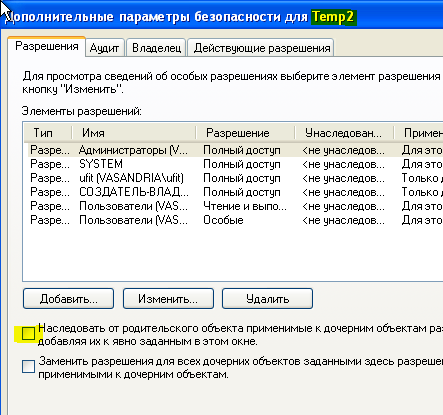 Дополнительные параметры безопасности для Temp2
Разрешения Аудит Владелец Действующие разрешения
Для просмотра сведений об особых разрешениях выберите элемент разрешения
кнопку "Изменить".
Элементы разрешений:
Тип Имя Разрешение Унаследован... Примен
Разре... Администраторы (V... Полный доступ <не унаследов... Для это
Разре... SYSTEM Полный доступ <не унаследов... Для это
Разре... ufit (VASANDRIA\ufit) Полный доступ <не унаследов... Только д
Разре... СОЗДАТЕЛЬ-ВЛАД... Полный доступ <не унаследов... Только д
Разре... Пользователи (VAS... Чтение и выпо... <не унаследов... Для это
Разре... Пользователи (VAS... Особые <не унаследов... Для это
Добавить... Изменить... Удалить
Наследовать от родительского объекта применимые к дочерним объектам раз
добавляя их к явно заданным в этом окне.
Заменить разрешения для всех дочерних объектов заданными здесь разреше
применимыми к дочерним объектам.